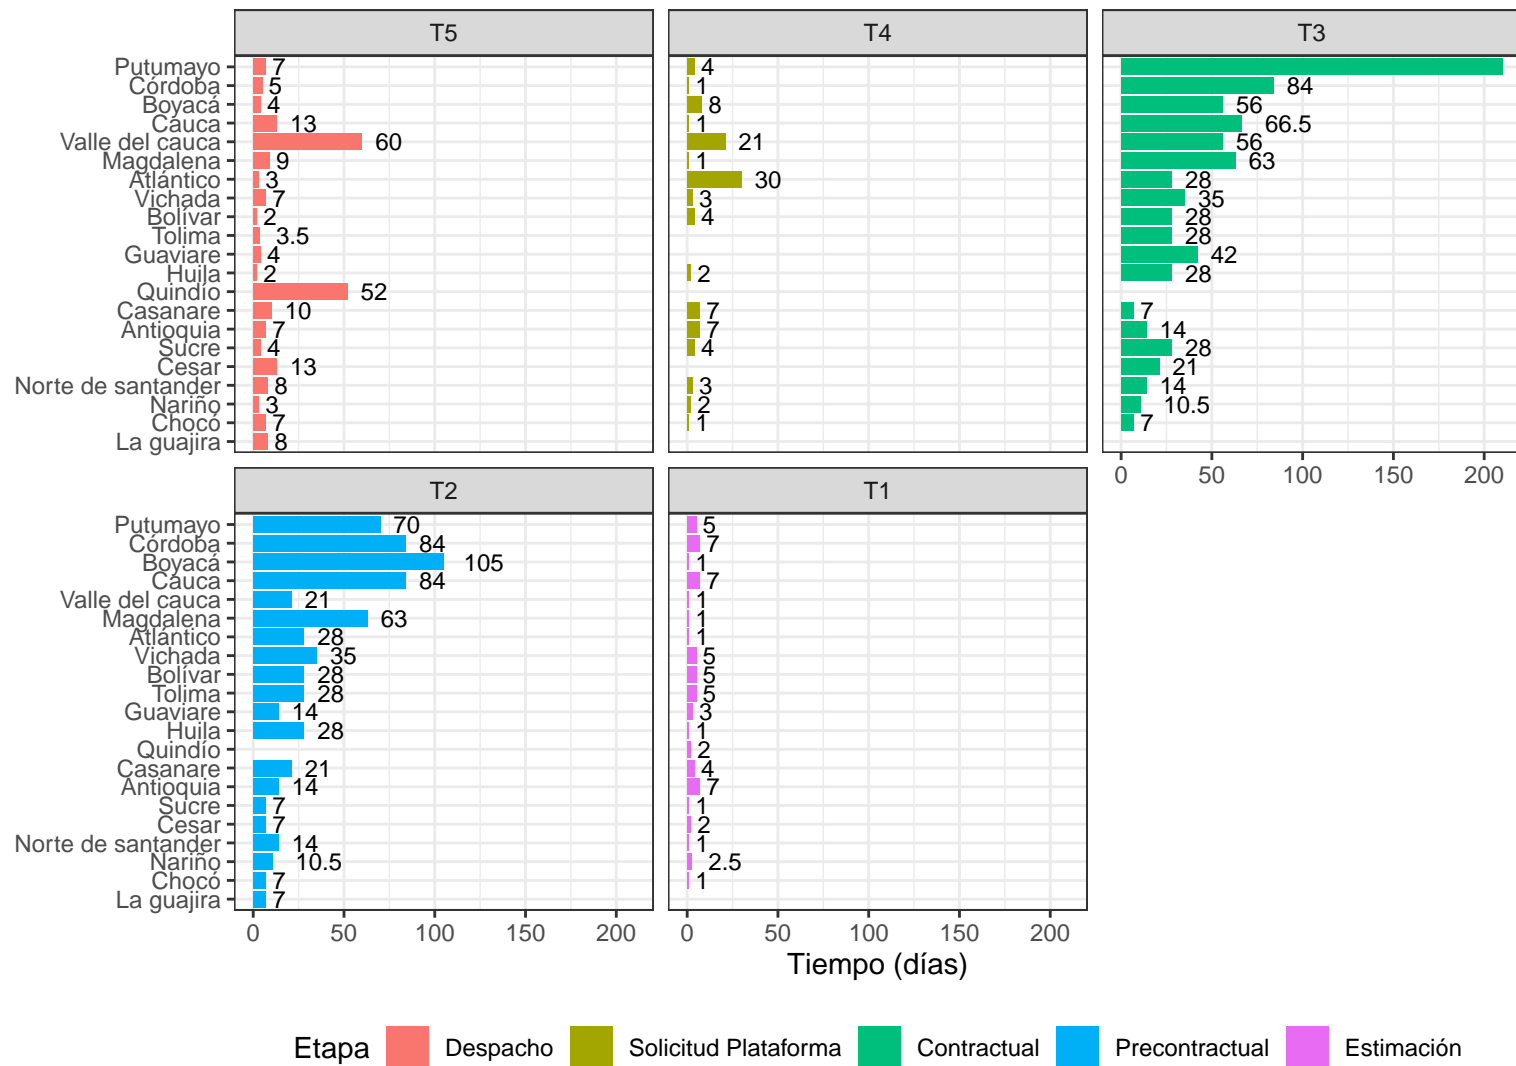 T5 T4 T3
Putumayo 7 4
Córdoba 5 1 84
Boyacá 4 8 56
Cauca 13 1 66.5
Valle del cauca 60 21 56
Magdalena 9 1 63
Atlántico 3 30 28
Vichada 7 3 35
Bolívar 2 4 28
Tolima 3.5 28
Guaviare 4 42
Huila 2 2 28
Quindío 52
Casanare 10 7 7
Antioquia 7 7 14
Sucre 4 4 28
Cesar 13 21
Norte de santander 8 3 14
Nariño 3 2 10.5
Chocó 7 1 7
La guajira 8
0 50 100 150 200
T2 T1
Putumayo 70 5
Córdoba 84 7
Boyacá 105 1
Cauca 84 7
Valle del cauca 21 1
Magdalena 63 1
Atlántico 28 1
Vichada 35 5
Bolívar 28 5
Tolima 28 5
Guaviare 14 3
Huila 28 1
Quindío 2
Casanare 21 4
Antioquia 14 7
Sucre 7 1
Cesar 7 2
Norte de santander 14 1
Nariño 10.5 2.5
Chocó 7 1
La guajira 7
0 50 100 150 200 0 50 100 150 200
Tiempo (días)
Etapa Despacho Solicitud Plataforma Contractual Precontractual Estimación